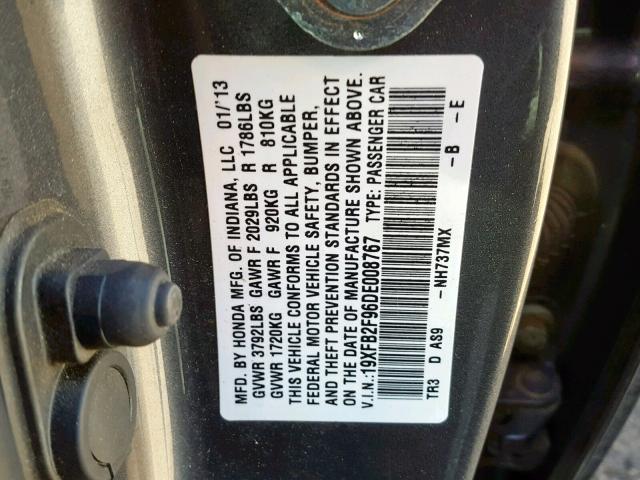 MFD. BY HONDA MFG. OF INDIANA, LLC 01/'13
GVWR 3792LBS GAWR F 2029LBS R 1786LBS
GVWR 1720KG GAWR F 920KG R 810KG
THIS VEHICLE CONFORMS TO ALL APPLICABLE
FEDERAL MOTOR VEHICLE SAFETY, BUMPER,
AND THEFT PREVENTION STANDARDS IN EFFECT
ON THE DATE OF MANUFACTURE SHOWN ABOVE.
V.I.N.:19XFB2F96DE008767 TYPE: PASSENGER CAR
TR3 D AS9 -NH737MX -B -E